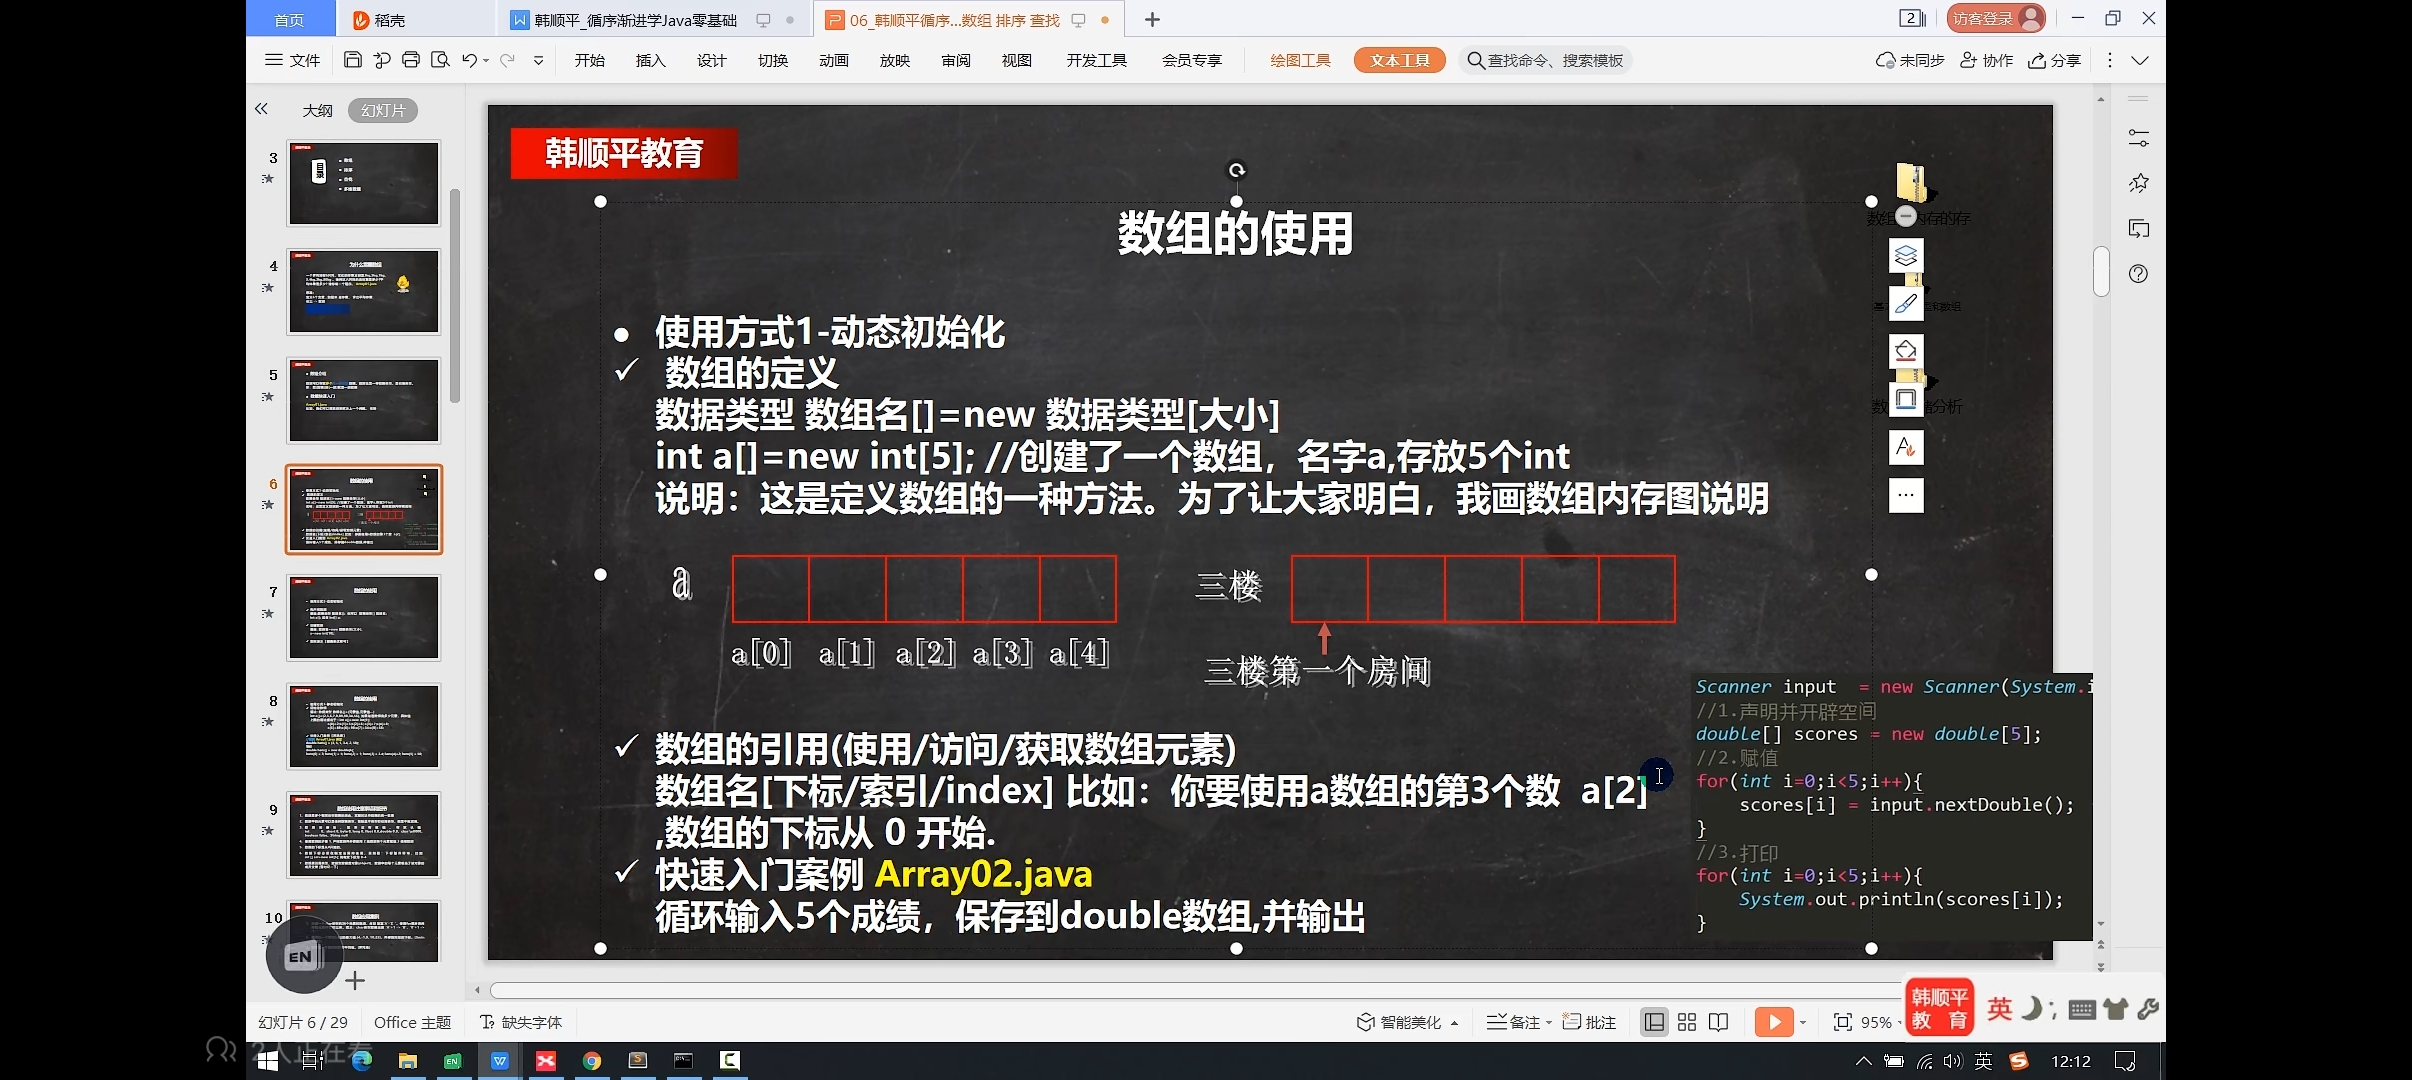 首页
稻壳
韩顺平_循序渐进学Java零基础
06_韩顺平循序...数组 排序 查找
2
访客登录
文件
开始
插入
设计
切换
动画
放映
审阅
视图
开发工具
会员专享
绘图工具
文本工具
查找命令、搜索模板
未同步
协作
分享
大纲
幻灯片
3
4
5
6
7
8
9
10
韩顺平教育
数组的使用
使用方式1-动态初始化
数组的定义
数据类型 数组名[]=new 数据类型[大小]
int a[]=new int[5]; //创建了一个数组，名字a,存放5个int
说明：这是定义数组的一种方法。为了让大家明白，我画数组内存图说明
a
a[0] a[1] a[2] a[3] a[4]
三楼
三楼第一个房间
数组的引用(使用/访问/获取数组元素)
数组名[下标/索引/index] 比如：你要使用a数组的第3个数 a[2]
,数组的下标从 0 开始.
快速入门案例 Array02.java
循环输入5个成绩，保存到double数组,并输出
Scanner input = new Scanner(System.i
//1.声明并开辟空间
double[] scores = new double[5];
//2.赋值
for(int i=0;i<5;i++){
scores[i] = input.nextDouble();
}
//3.打印
for(int i=0;i<5;i++){
System.out.println(scores[i]);
}
EN
幻灯片 6 / 29
Office 主题
缺失字体
智能美化
备注
批注
95%
韩顺平
教 育
英
2人正在看
英
12:12